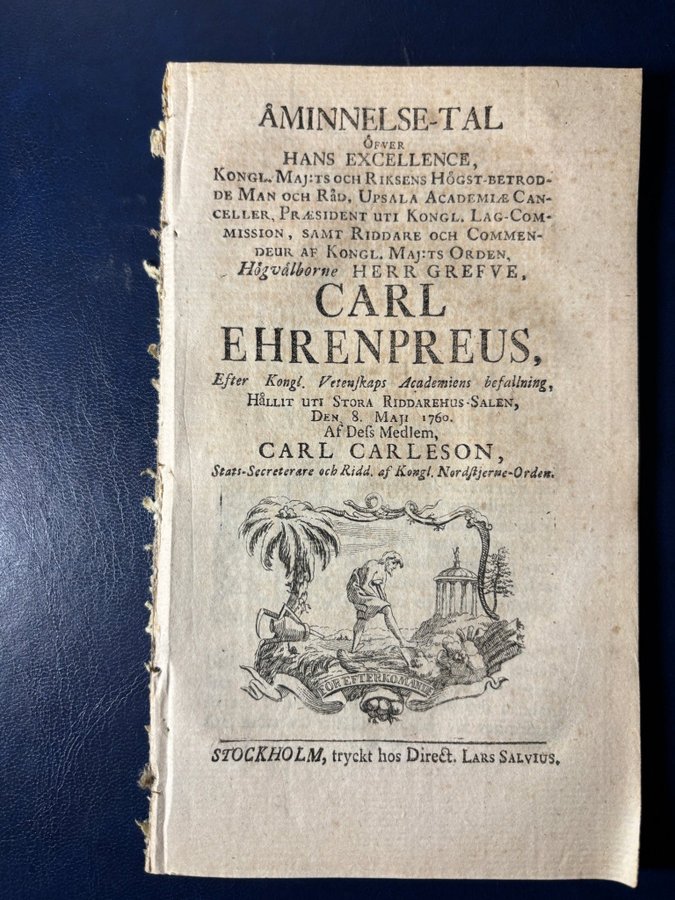 ÅMINNELSE-TAL
ÖFVER
HANS EXCELLENCE,
KONGL. MAJ:TS OCH RIKSENS HÖGST-BETROD-
DE MAN OCH RÅD, UPSALA ACADEMIÆ CAN-
CELLER, PRÆSIDENT UTI KONGL. LAG-COM-
MISSION, SAMT RIDDARE OCH COMMEN-
DEUR AF KONGL. MAJ:TS ORDEN,
Högvälborne HERR GREFVE,
CARL
EHRENPREUS,
Efter Kongl. Vetenſkaps Academiens befallning,
HÅLLIT UTI STORA RIDDAREHUS-SALEN,
DEN 8. MAJI 1760.
Af Deſs Medlem,
CARL CARLESON,
Stats-Secreterare och Ridd. af Kongl. Nordſtjerne-Orden.
FÖR EFTERKOMANDE
STOCKHOLM, tryckt hos Direct. LARS SALVIUS.